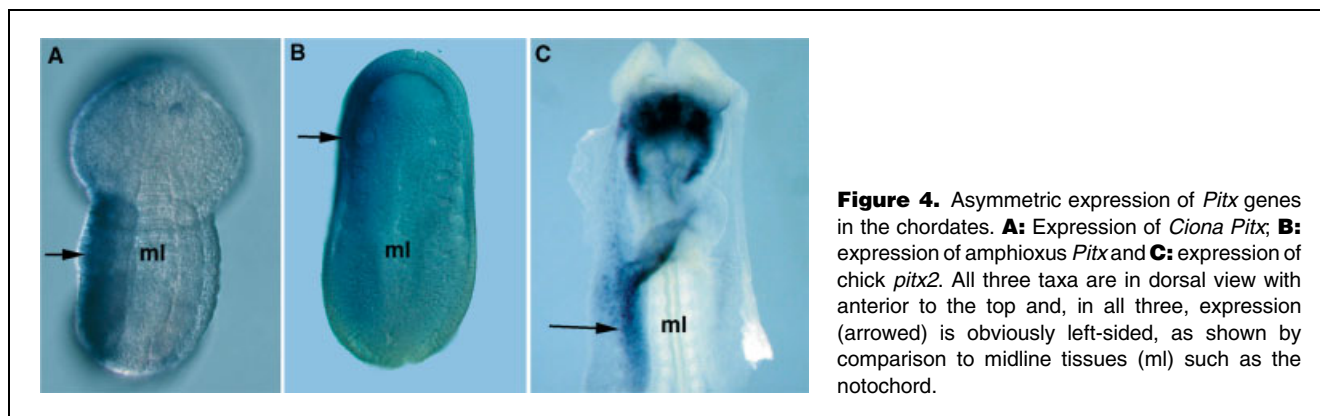 A
B
C
ml
ml
ml
Figure 4. Asymmetric expression of Pitx genes
in the chordates. A: Expression of Ciona Pitx; B:
expression of amphioxus Pitx and C: expression of
chick pitx2. All three taxa are in dorsal view with
anterior to the top and, in all three, expression
(arrowed) is obviously left-sided, as shown by
comparison to midline tissues (ml) such as the
notochord.